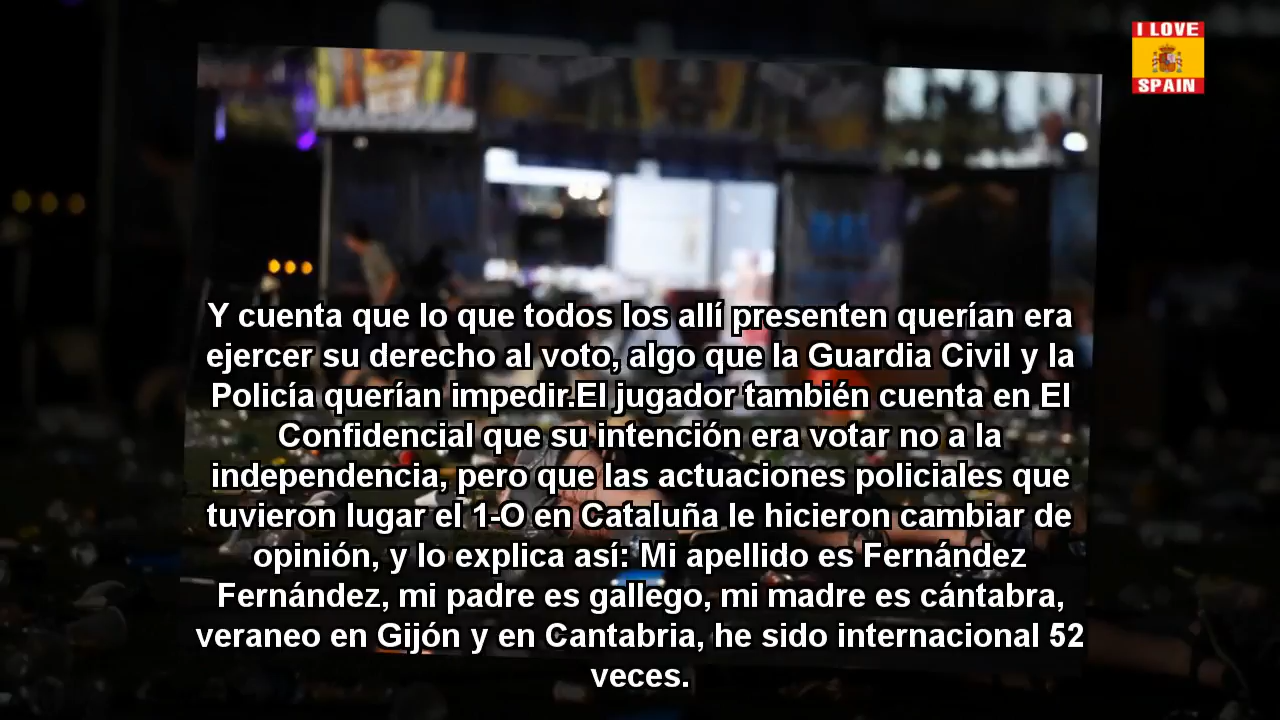 I LOVE
SPAIN
Y cuenta que lo que todos los allí presenten querían era
ejercer su derecho al voto, algo que la Guardia Civil y la
Policía querían impedir.El jugador también cuenta en El
Confidencial que su intención era votar no a la
independencia, pero que las actuaciones policiales que
tuvieron lugar el 1-O en Cataluña le hicieron cambiar de
opinión, y lo explica así: Mi apellido es Fernández
Fernández, mi padre es gallego, mi madre es cántabra,
veraneo en Gijón y en Cantabria, he sido internacional 52
veces.